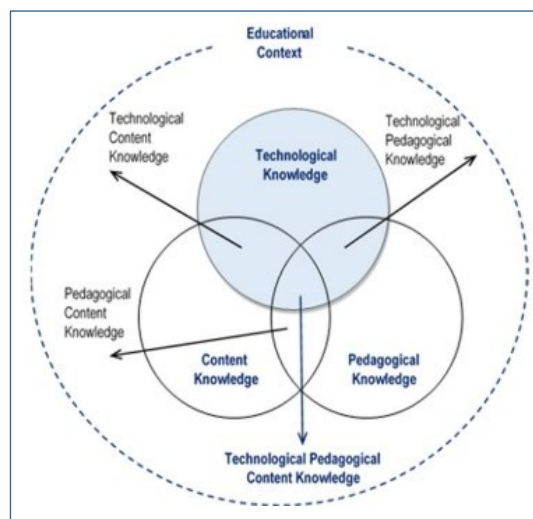 Educational
Context
Technological
Content
Knowledge
Technological
Knowledge
Technological
Pedagogical
Knowledge
Pedagogical
Content
Knowledge
Content
Knowledge
Pedagogical
Knowledge
Technological Pedagogical
Content Knowledge